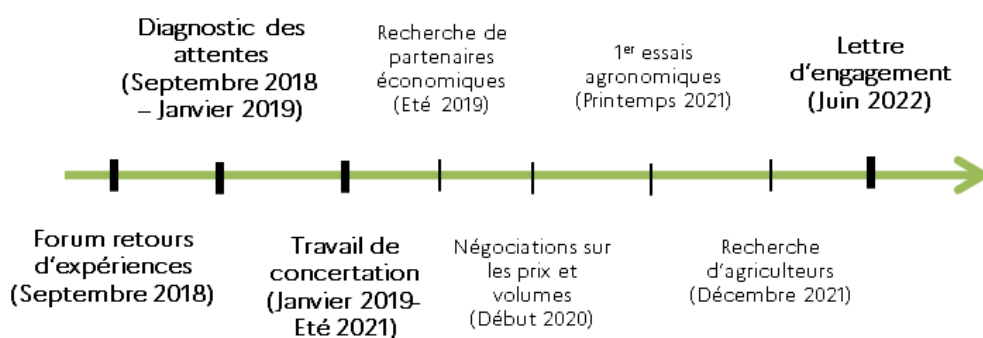 Diagnostic des
attentes
(Septembre 2018
– Janvier 2019)
Recherche de
partenaires
économiques
(Eté 2019)
1er essais
agronomiques
(Printemps 2021)
Lettre
d’engagement
(Juin 2022)
Forum retours
d’expériences
(Septembre 2018)
Travail de
concertation
(Janvier 2019-
Eté 2021)
Négociations sur
les prix et
volumes
(Début 2020)
Recherche
d’agriculteurs
(Décembre 2021)